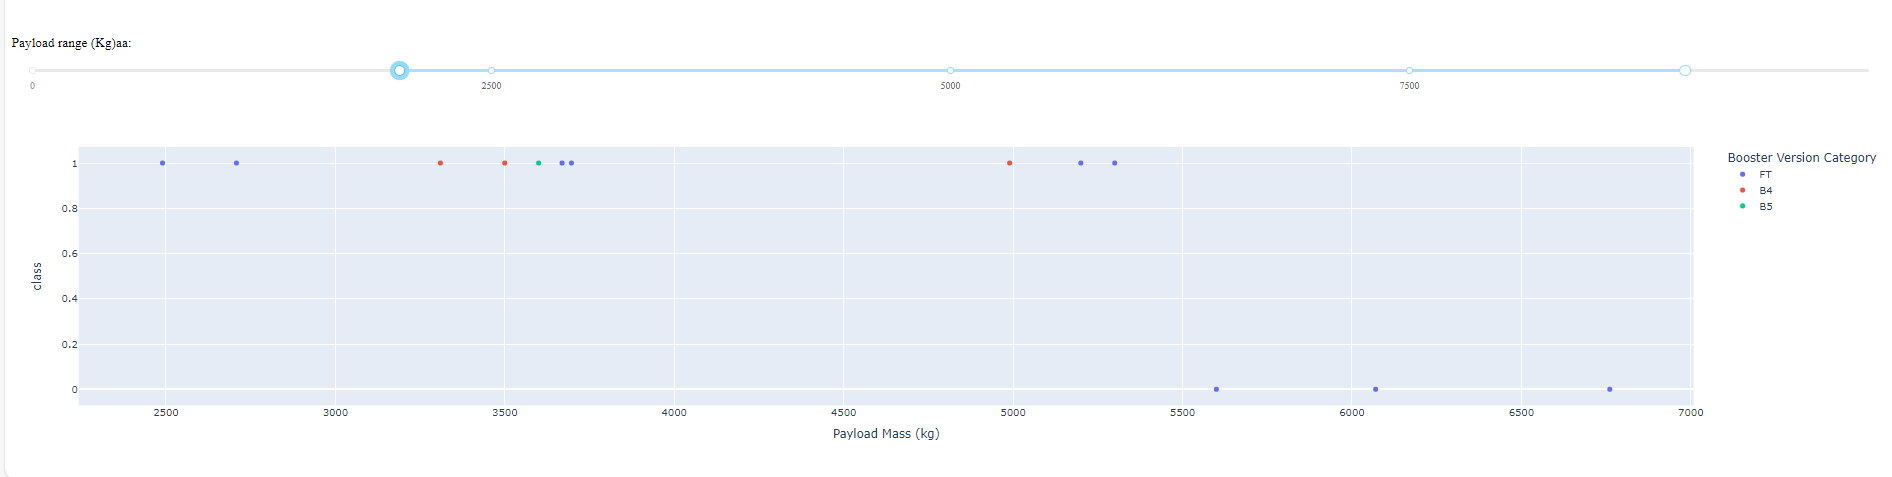 Payload range (Kg)aa:
0 2500 5000 7500
Booster Version Category
FT
B4
B5
1
0.8
0.6
0.4
0.2
0
class
2500 3000 3500 4000 4500 5000 5500 6000 6500 7000
Payload Mass (kg)